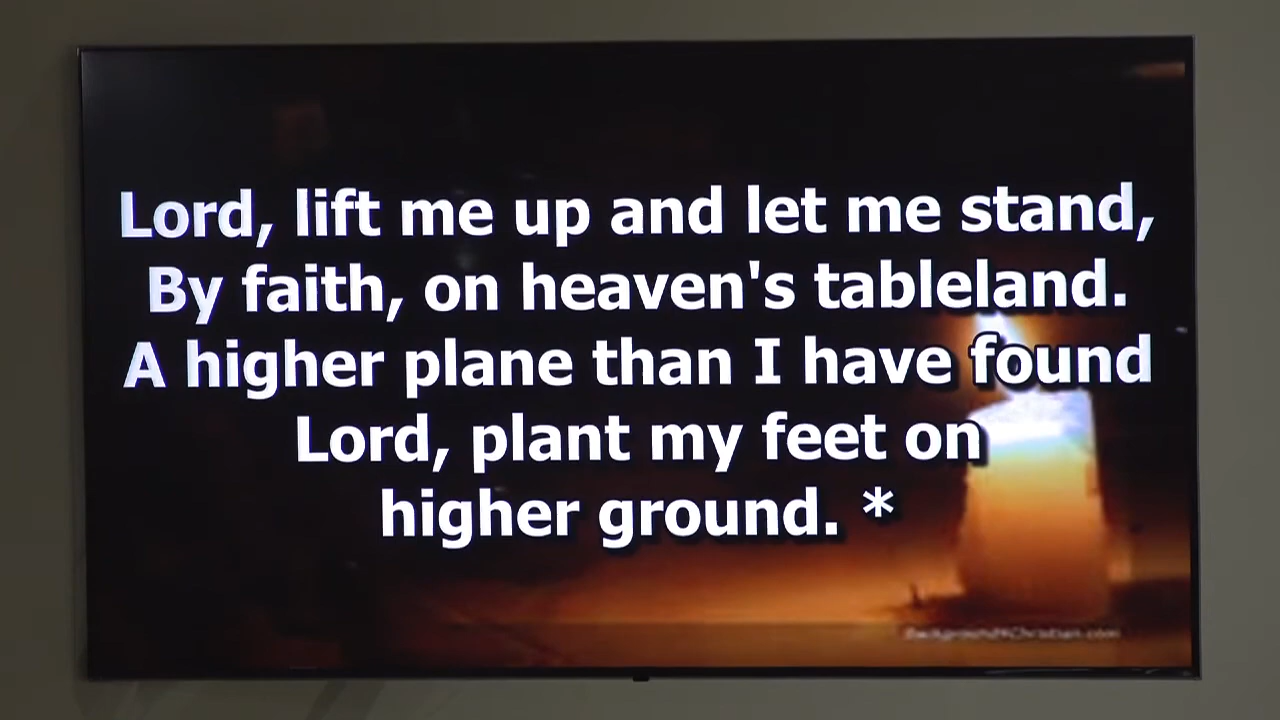 Lord, lift me up and let me stand,
By faith, on heaven's tableland.
A higher plane than I have found
Lord, plant my feet on
higher ground. *